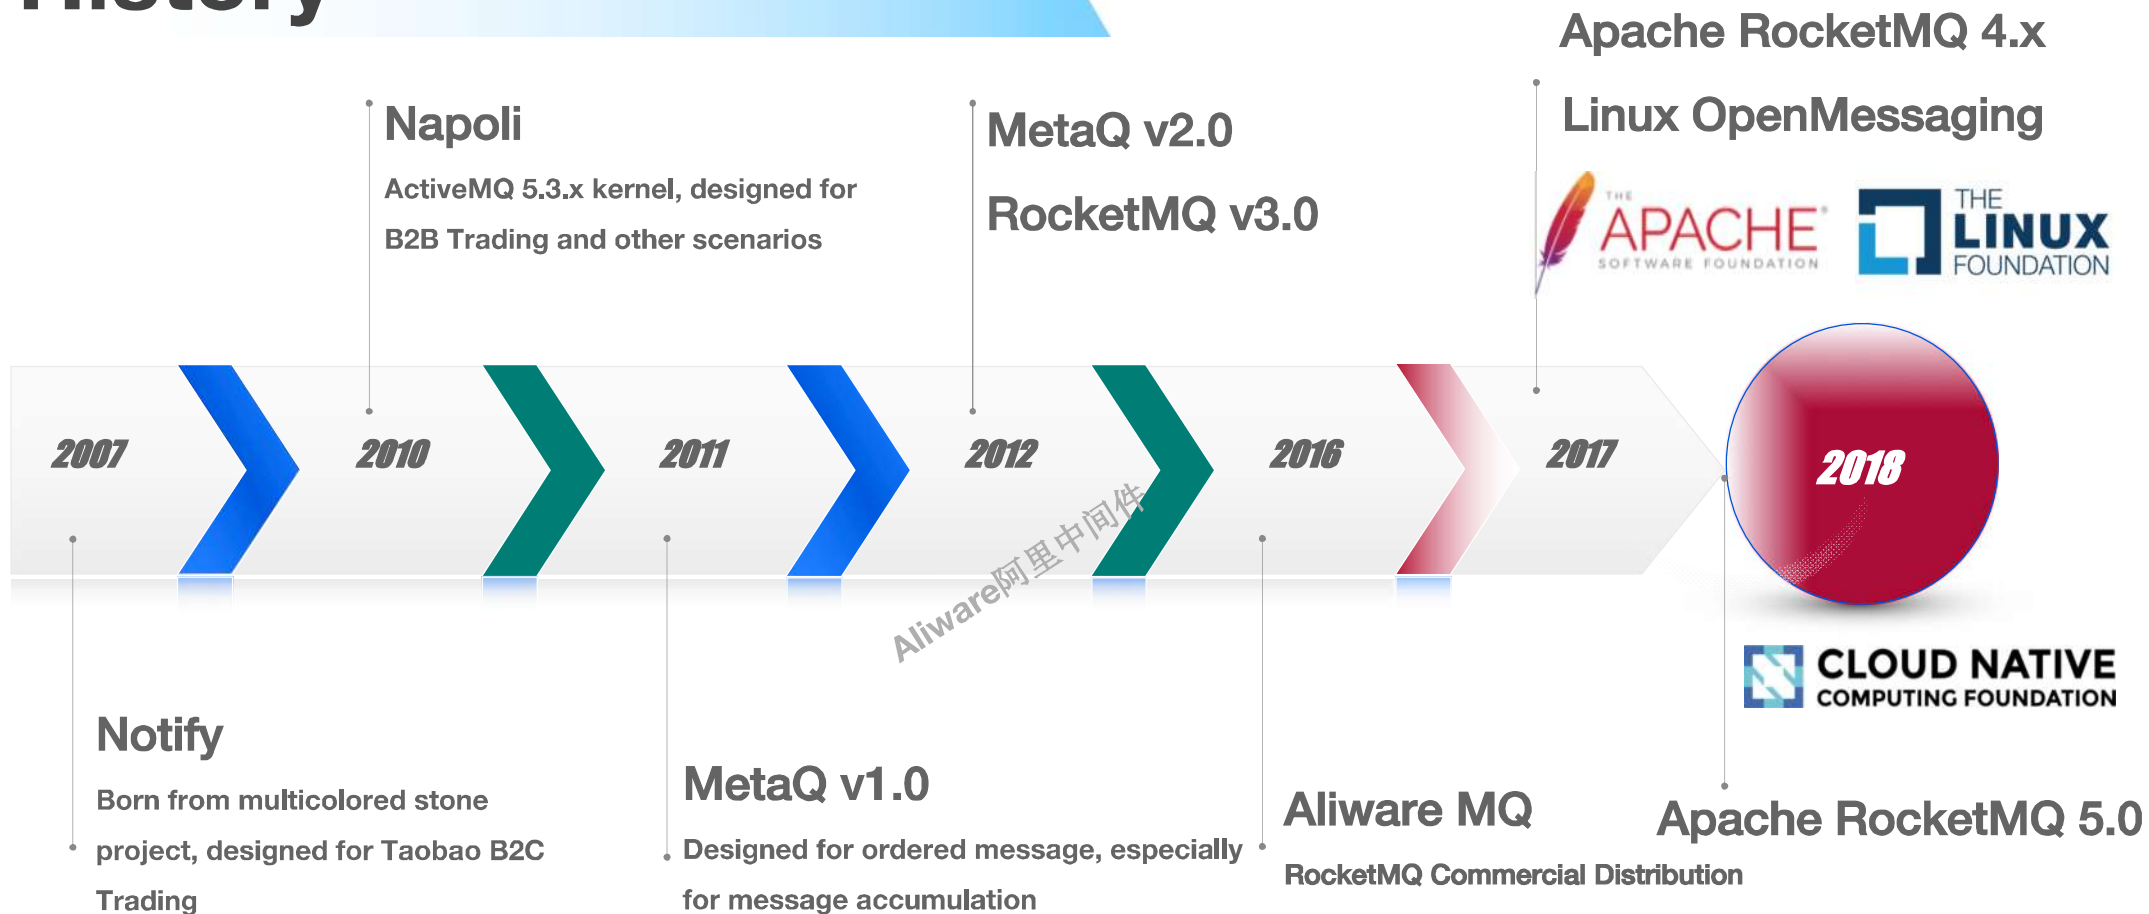 History
Apache RocketMQ 4.x
Linux OpenMessaging
THE
APACHE®
SOFTWARE FOUNDATION
THE
LINUX
FOUNDATION
Napoli
ActiveMQ 5.3.x kernel, designed for
B2B Trading and other scenarios
MetaQ v2.0
RocketMQ v3.0
2007
2010
2011
2012
2016
2017
2018
Aliware阿里中间件
CLOUD NATIVE
COMPUTING FOUNDATION
Notify
Born from multicolored stone
project, designed for Taobao B2C
Trading
MetaQ v1.0
Designed for ordered message, especially
for message accumulation
Aliware MQ
RocketMQ Commercial Distribution
Apache RocketMQ 5.0